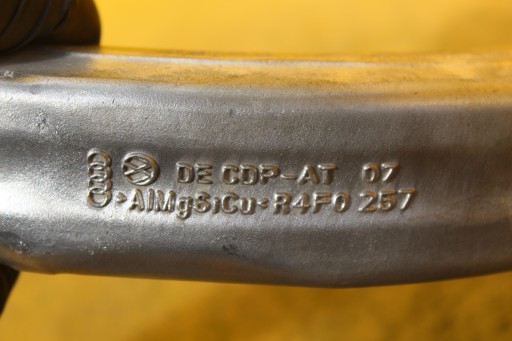 DE CDP-AT 07
>AlMgSiCu< R4F0 257